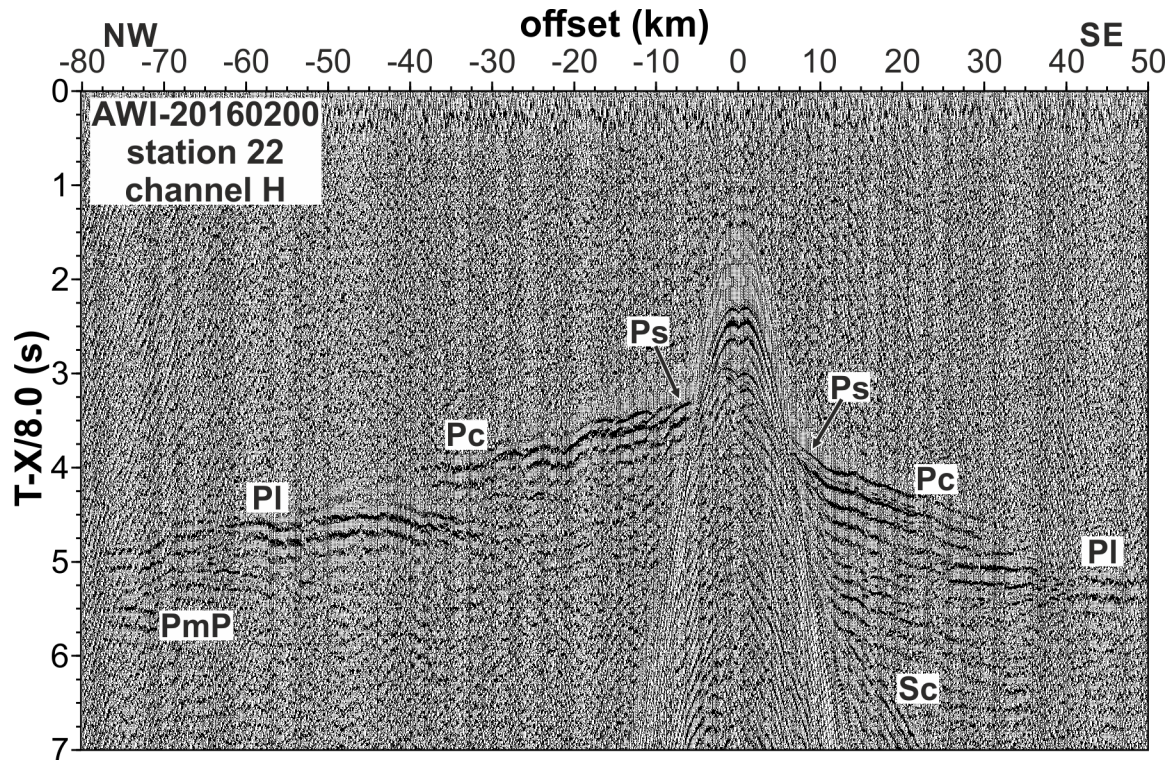 offset (km)
NW SE
-80 -70 -60 -50 -40 -30 -20 -10 0 10 20 30 40 50
AWI-20160200
station 22
channel H
T-X/8.0 (s)
0
1
2
3
4
5
6
7
Ps
Ps
Pc
Pc
Pl
Pl
PmP
Sc